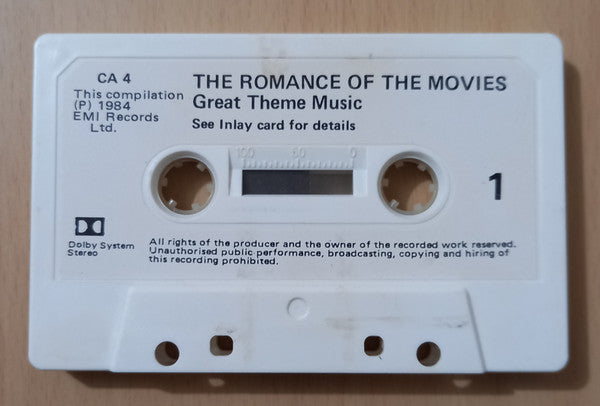 CA 4
This compilation
(P) 1984
EMI Records
Ltd.
THE ROMANCE OF THE MOVIES
Great Theme Music
See Inlay card for details
100 50 0
1
Dolby System
Stereo
All rights of the producer and the owner of the recorded work reserved.
Unauthorised public performance, broadcasting, copying and hiring of
this recording prohibited.